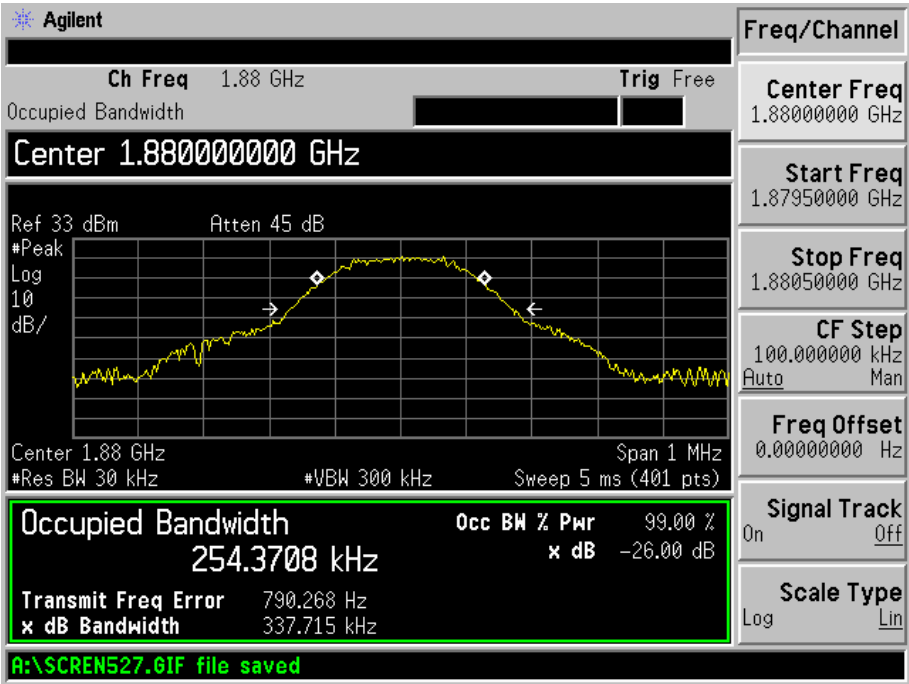 Agilent
Freq/Channel
Ch Freq 1.88 GHz Trig Free
Occupied Bandwidth
Center 1.880000000 GHz
Ref 33 dBm Atten 45 dB
#Peak
Log
10
dB/
Center 1.88 GHz Span 1 MHz
#Res BW 30 kHz #VBW 300 kHz Sweep 5 ms (401 pts)
Occupied Bandwidth
254.3708 kHz
Occ BW % Pwr 99.00 %
x dB -26.00 dB
Transmit Freq Error 790.268 Hz
x dB Bandwidth 337.715 kHz
A:\SCREN527.GIF file saved
Center Freq
1.88000000 GHz
Start Freq
1.87950000 GHz
Stop Freq
1.88050000 GHz
CF Step
100.000000 kHz
Auto Man
Freq Offset
0.00000000 Hz
Signal Track
On Off
Scale Type
Log Lin